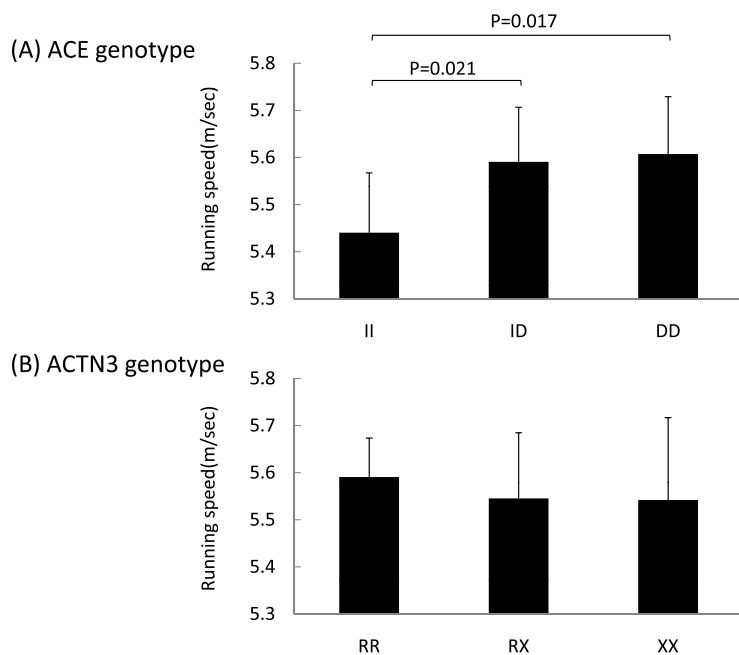 P=0.017
(A) ACE genotype
P=0.021
Running speed(m/sec)
5.8
5.7
5.6
5.5
5.4
5.3
II ID DD
(B) ACTN3 genotype
Running speed(m/sec)
5.8
5.7
5.6
5.5
5.4
5.3
RR RX XX